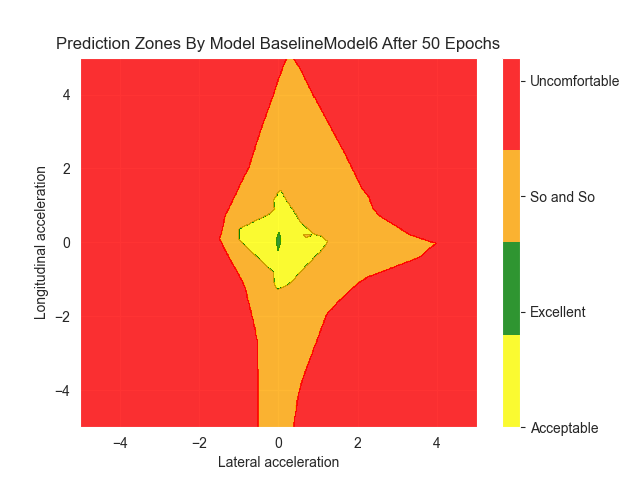 Prediction Zones By Model BaselineModel6 After 50 Epochs
Longitudinal acceleration
4
2
0
−2
−4
−4
−2
0
2
4
Lateral acceleration
Uncomfortable
So and So
Excellent
Acceptable